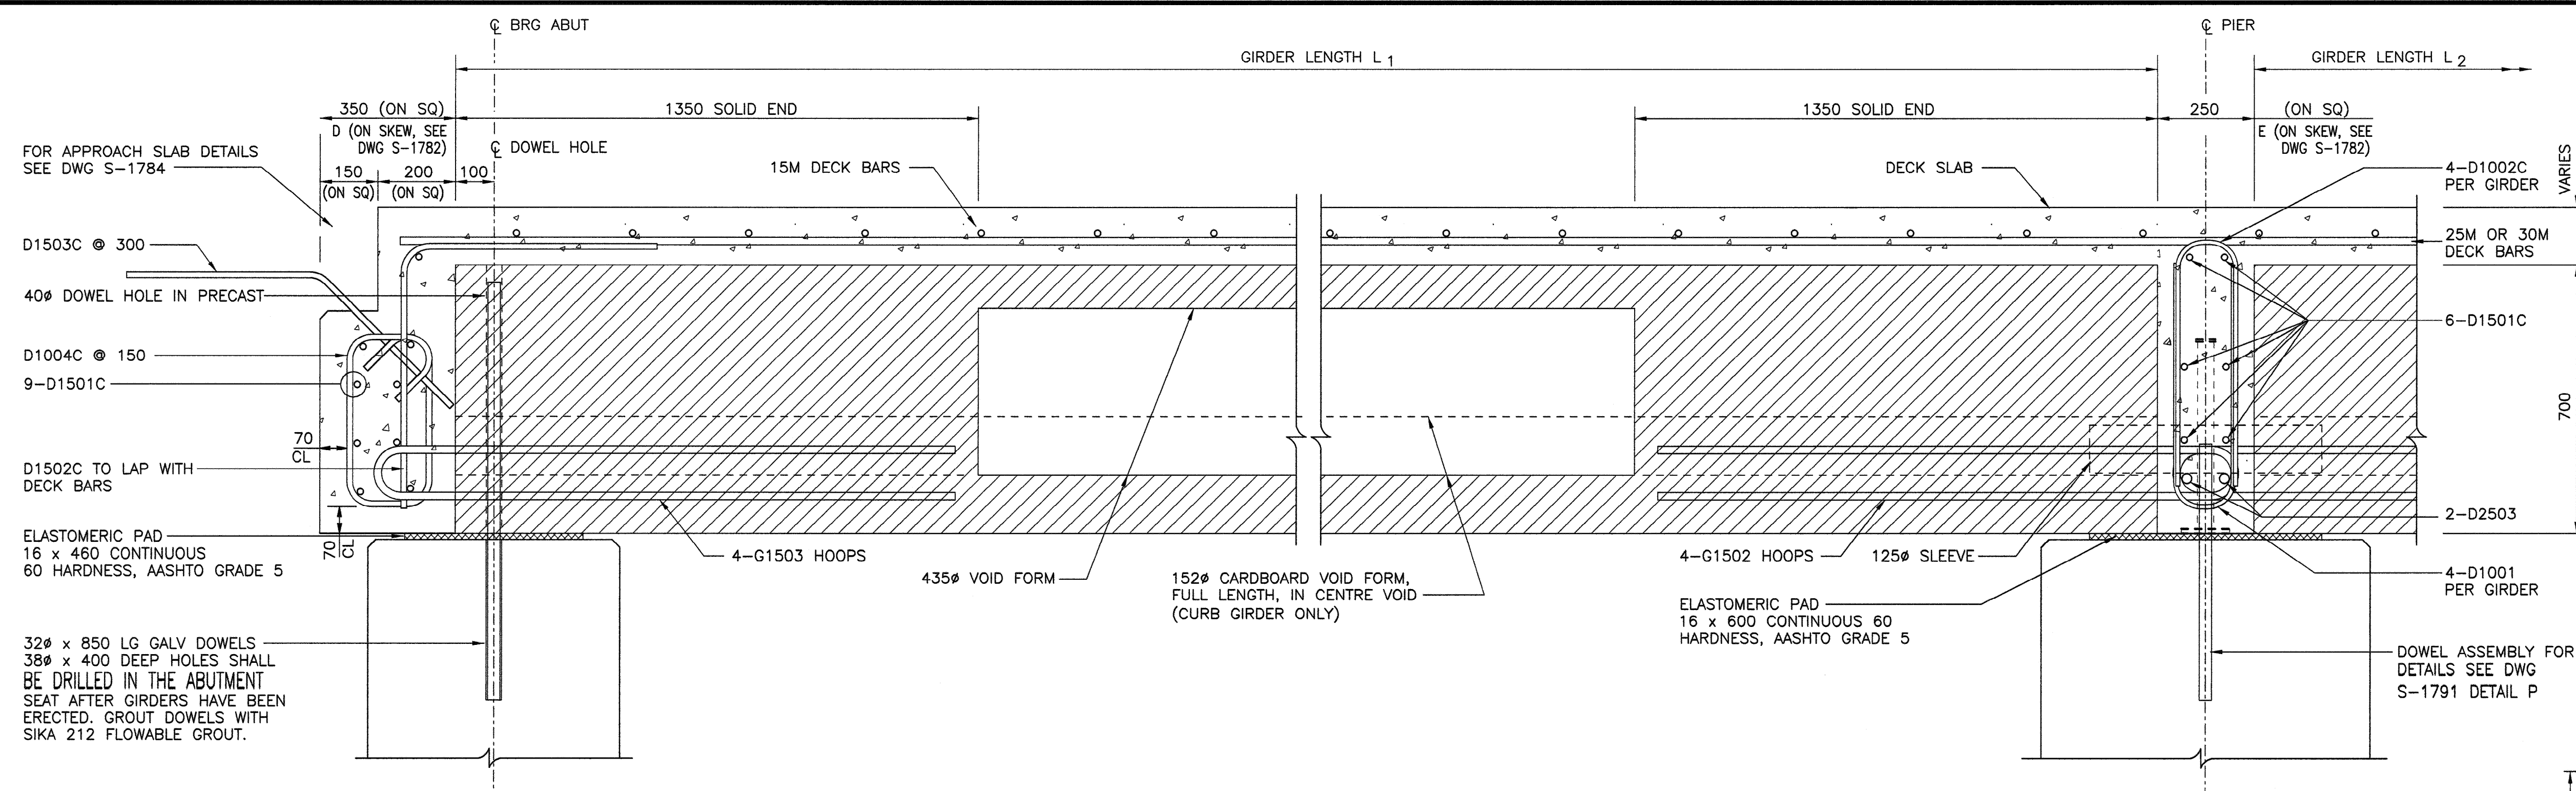 ℄ BRG ABUT
℄ PIER
GIRDER LENGTH L 1
GIRDER LENGTH L 2
350 (ON SQ)
D (ON SKEW, SEE
DWG S-1782)
1350 SOLID END
1350 SOLID END
250
(ON SQ)
E (ON SKEW, SEE
DWG S-1782)
FOR APPROACH SLAB DETAILS
SEE DWG S-1784
℄ DOWEL HOLE
150
(ON SQ)
200
(ON SQ)
100
15M DECK BARS
DECK SLAB
4-D1002C
PER GIRDER
VARIES
D1503C @ 300
25M OR 30M
DECK BARS
40ø DOWEL HOLE IN PRECAST
6-D1501C
D1004C @ 150
9-D1501C
700
70
CL
D1502C TO LAP WITH
DECK BARS
2-D2503
ELASTOMERIC PAD
16 x 460 CONTINUOUS
60 HARDNESS, AASHTO GRADE 5
70
CL
4-G1503 HOOPS
435ø VOID FORM
152ø CARDBOARD VOID FORM,
FULL LENGTH, IN CENTRE VOID
(CURB GIRDER ONLY)
4-G1502 HOOPS
125ø SLEEVE
4-D1001
PER GIRDER
ELASTOMERIC PAD
16 x 600 CONTINUOUS 60
HARDNESS, AASHTO GRADE 5
32ø x 850 LG GALV DOWELS
38ø x 400 DEEP HOLES SHALL
BE DRILLED IN THE ABUTMENT
SEAT AFTER GIRDERS HAVE BEEN
ERECTED. GROUT DOWELS WITH
SIKA 212 FLOWABLE GROUT.
DOWEL ASSEMBLY FOR
DETAILS SEE DWG
S-1791 DETAIL P